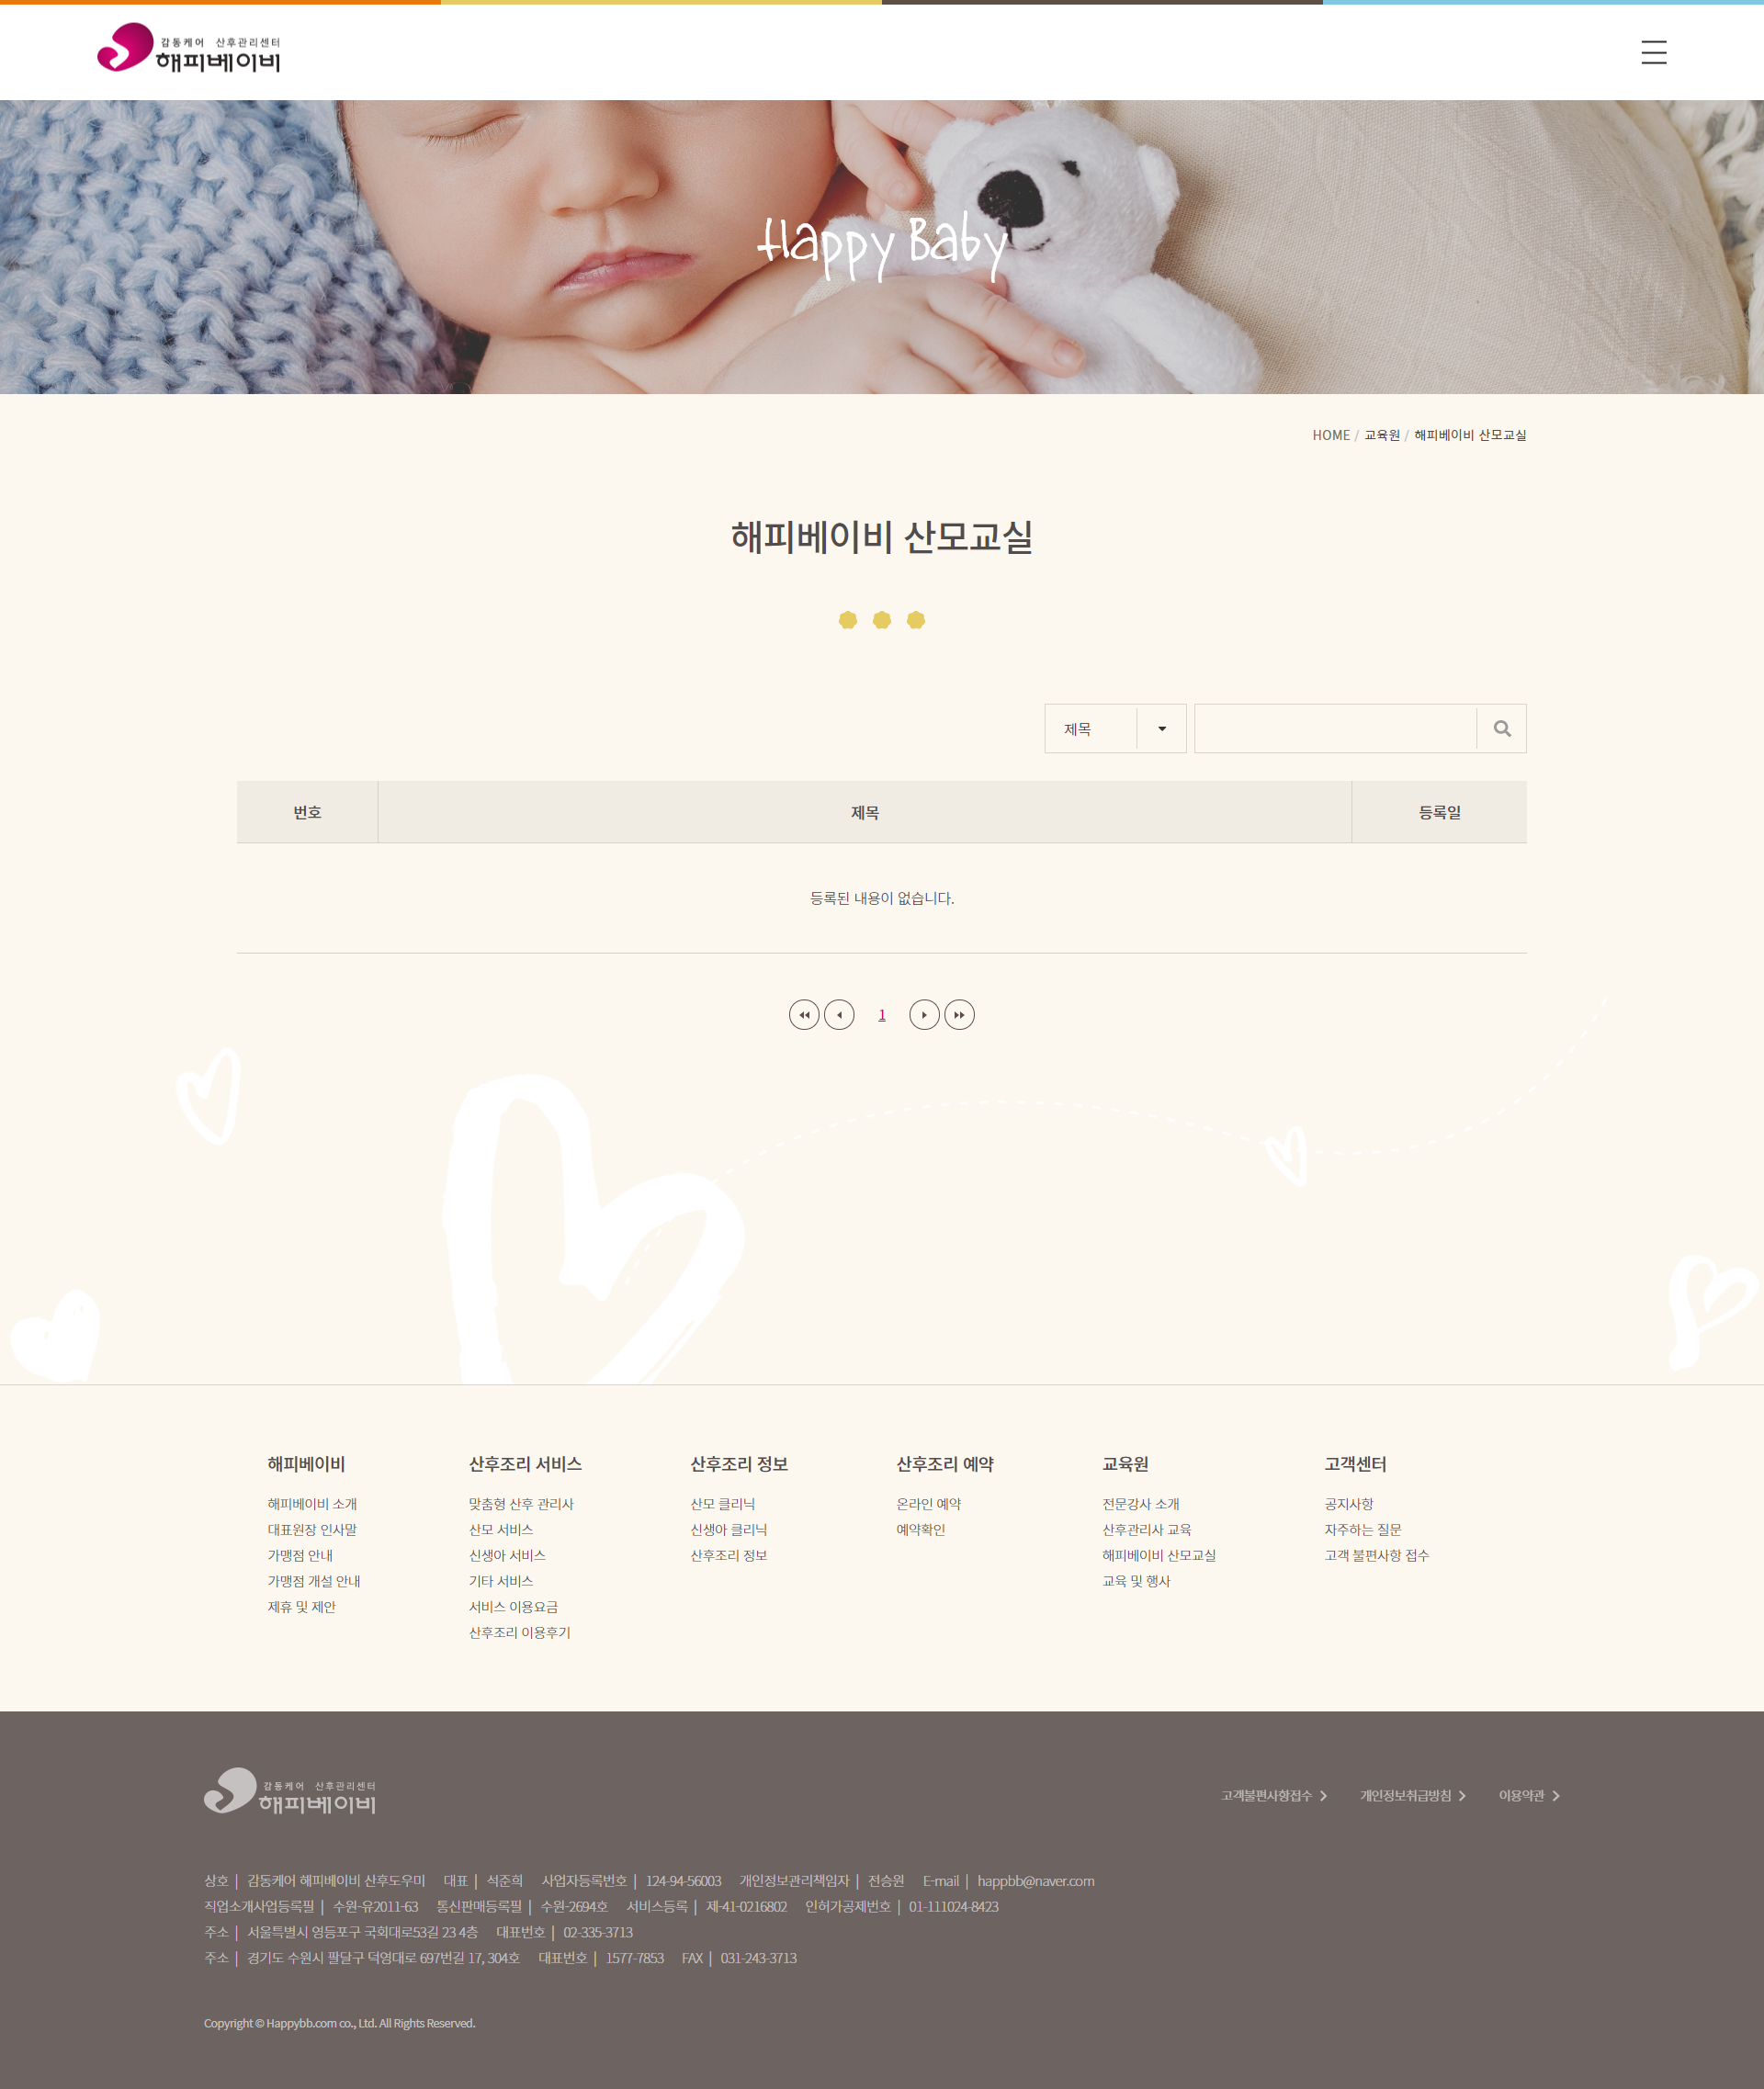 감동케어 산후관리센터
해피베이비
Happy Baby
HOME / 교육원 / 해피베이비 산모교실
해피베이비 산모교실
제목
번호 제목 등록일
등록된 내용이 없습니다.
1
해피베이비 산후조리 서비스 산후조리 정보 산후조리 예약 교육원 고객센터
해피베이비 소개 맞춤형 산후 관리사 산모 클리닉 온라인 예약 전문강사 소개 공지사항
대표원장 인사말 산모 서비스 신생아 클리닉 예약확인 산후관리사 교육 자주하는 질문
가맹점 안내 신생아 서비스 산후조리 정보 해피베이비 산모교실 고객 불편사항 접수
가맹점 개설 안내 기타 서비스 교육 및 행사
제휴 및 제안 서비스 이용요금
산후조리 이용후기
감동케어 산후관리센터
해피베이비
고객불편사항접수 개인정보취급방침 이용약관
상호 | 감동케어 해피베이비 산후도우미 대표 | 석준희 사업자등록번호 | 124-94-56003 개인정보관리책임자 | 전승원 E-mail | happbb@naver.com
직업소개사업등록필 | 수원-유2011-63 통신판매등록필 | 수원-2694호 서비스등록 | 제-41-0216802 인허가공제번호 | 01-111024-8423
주소 | 서울특별시 영등포구 국회대로53길 23 4층 대표번호 | 02-335-3713
주소 | 경기도 수원시 팔달구 덕영대로 697번길 17, 304호 대표번호 | 1577-7853 FAX | 031-243-3713
Copyright © Happybb.com co., Ltd. All Rights Reserved.